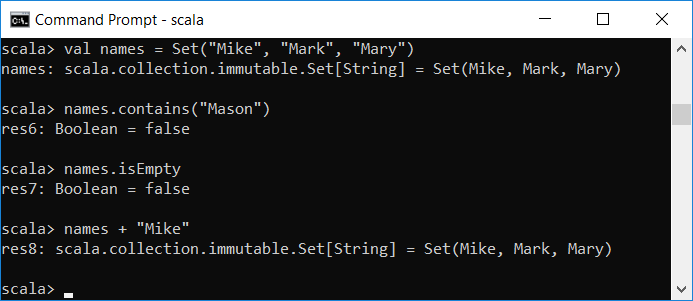 Command Prompt - scala
scala> val names = Set("Mike", "Mark", "Mary")
names: scala.collection.immutable.Set[String] = Set(Mike, Mark, Mary)
scala> names.contains("Mason")
res6: Boolean = false
scala> names.isEmpty
res7: Boolean = false
scala> names + "Mike"
res8: scala.collection.immutable.Set[String] = Set(Mike, Mark, Mary)
scala>